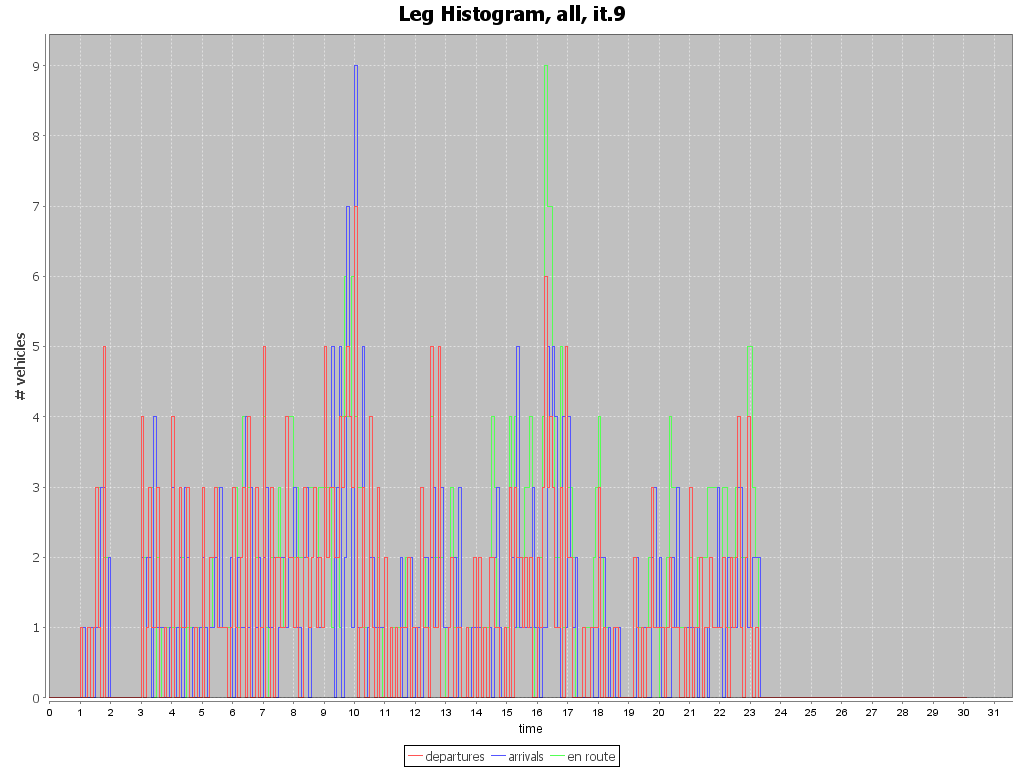 Leg Histogram, all, it.9
# vehicles
9
8
7
6
5
4
3
2
1
0
0 1 2 3 4 5 6 7 8 9 10 11 12 13 14 15 16 17 18 19 20 21 22 23 24 25 26 27 28 29 30 31
time
departures arrivals en route